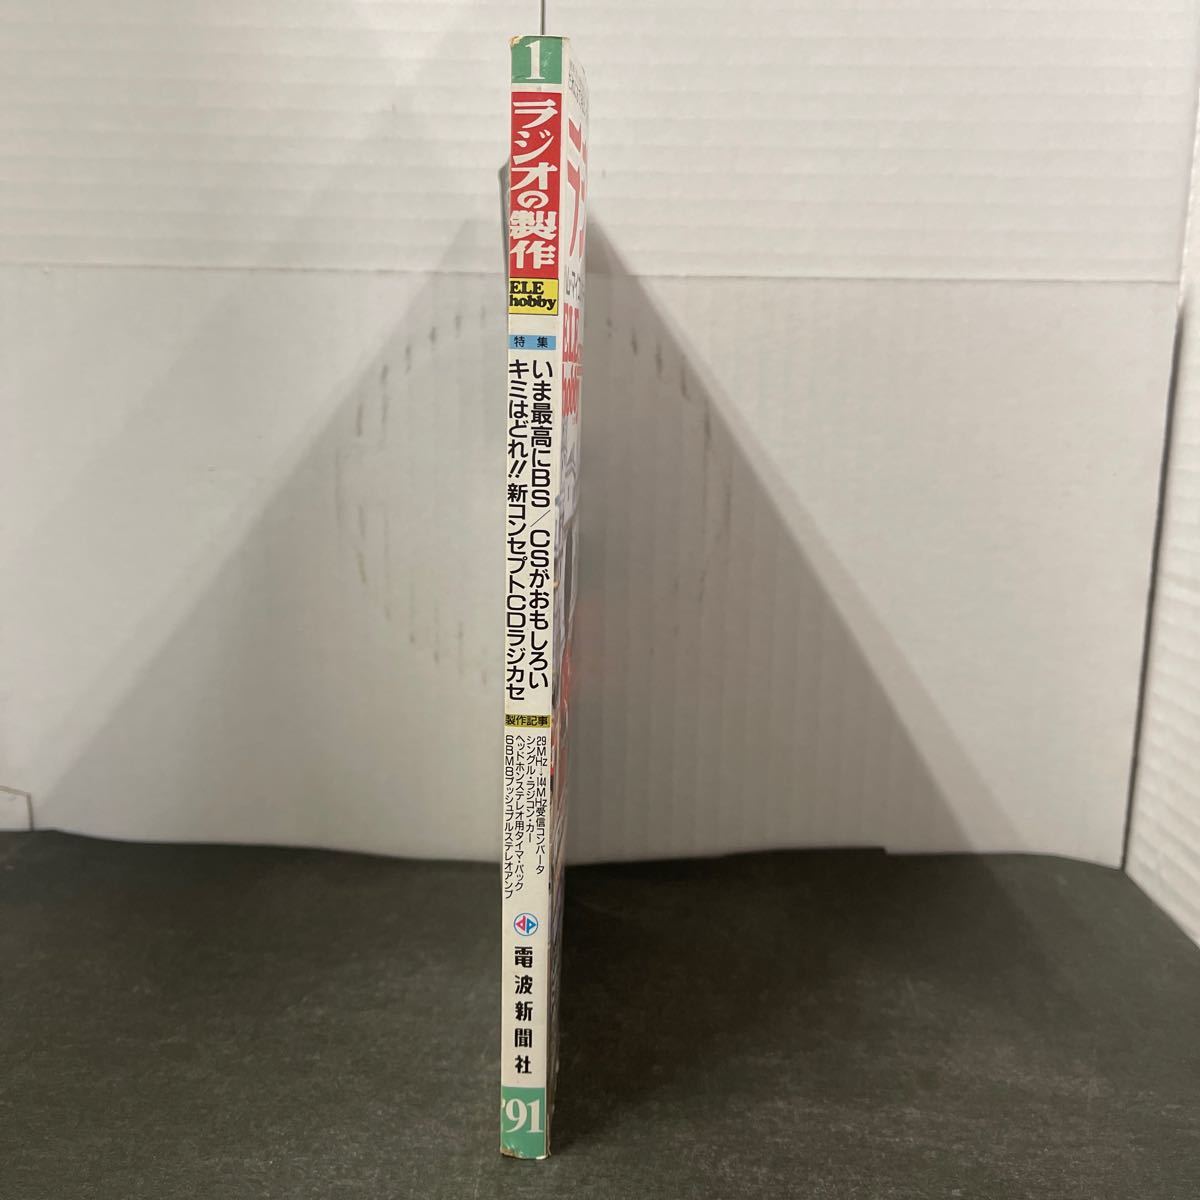 1
ラジオの製作
ELE
hobby
特集
いま最高にBS/CSがおもしろい
キミはどれ!!新コンセプトCDラジカセ
製作記事
29MHz→144MHz受信コンバータ
シングル・ラジコン・カー
ヘッドホンステレオ用タイマ・パック
6BM8プッシュプルステレオアンプ
dp
電波新聞社
'91
ELE
hobby